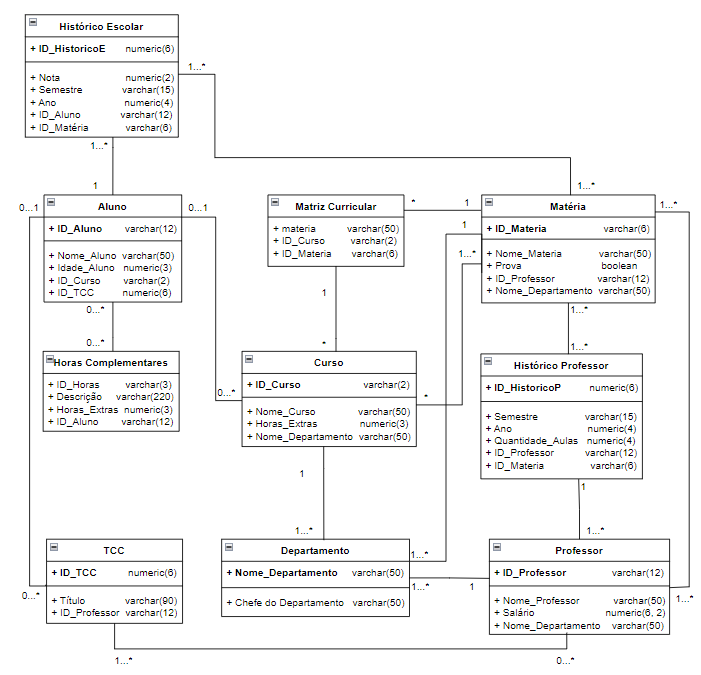 Histórico Escolar
+ ID_HistoricoE numeric(6)
+ Nota numeric(2)
+ Semestre varchar(15)
+ Ano numeric(4)
+ ID_Aluno varchar(12)
+ ID_Matéria varchar(6)
1...*
1...*
1
1...*
0...1
Aluno
+ ID_Aluno varchar(12)
+ Nome_Aluno varchar(50)
+ Idade_Aluno numeric(3)
+ ID_Curso varchar(2)
+ ID_TCC numeric(6)
0...1
Matriz Curricular
+ materia varchar(50)
+ ID_Curso varchar(2)
+ ID_Materia varchar(6)
*
1
1
1...*
Matéria
+ ID_Materia varchar(6)
+ Nome_Materia varchar(50)
+ Prova boolean
+ ID_Professor varchar(12)
+ Nome_Departamento varchar(50)
1...*
0...*
0...*
1
*
1...*
1
Horas Complementares
+ ID_Horas varchar(3)
+ Descrição varchar(220)
+ Horas_Extras numeric(3)
+ ID_Aluno varchar(12)
0...*
Curso
+ ID_Curso varchar(2)
+ Nome_Curso varchar(50)
+ Horas_Extras numeric(3)
+ Nome_Departamento varchar(50)
*
Histórico Professor
+ ID_HistoricoP numeric(6)
+ Semestre varchar(15)
+ Ano numeric(4)
+ Quantidade_Aulas numeric(4)
+ ID_Professor varchar(12)
+ ID_Materia varchar(6)
1
1...*
1
1...*
TCC
+ ID_TCC numeric(6)
+ Título varchar(90)
+ ID_Professor varchar(12)
0...*
Departamento
+ Nome_Departamento varchar(50)
+ Chefe do Departamento varchar(50)
1...*
1...*
1
Professor
+ ID_Professor varchar(12)
+ Nome_Professor varchar(50)
+ Salário numeric(6, 2)
+ Nome_Departamento varchar(50)
1...*
1...*
0...*